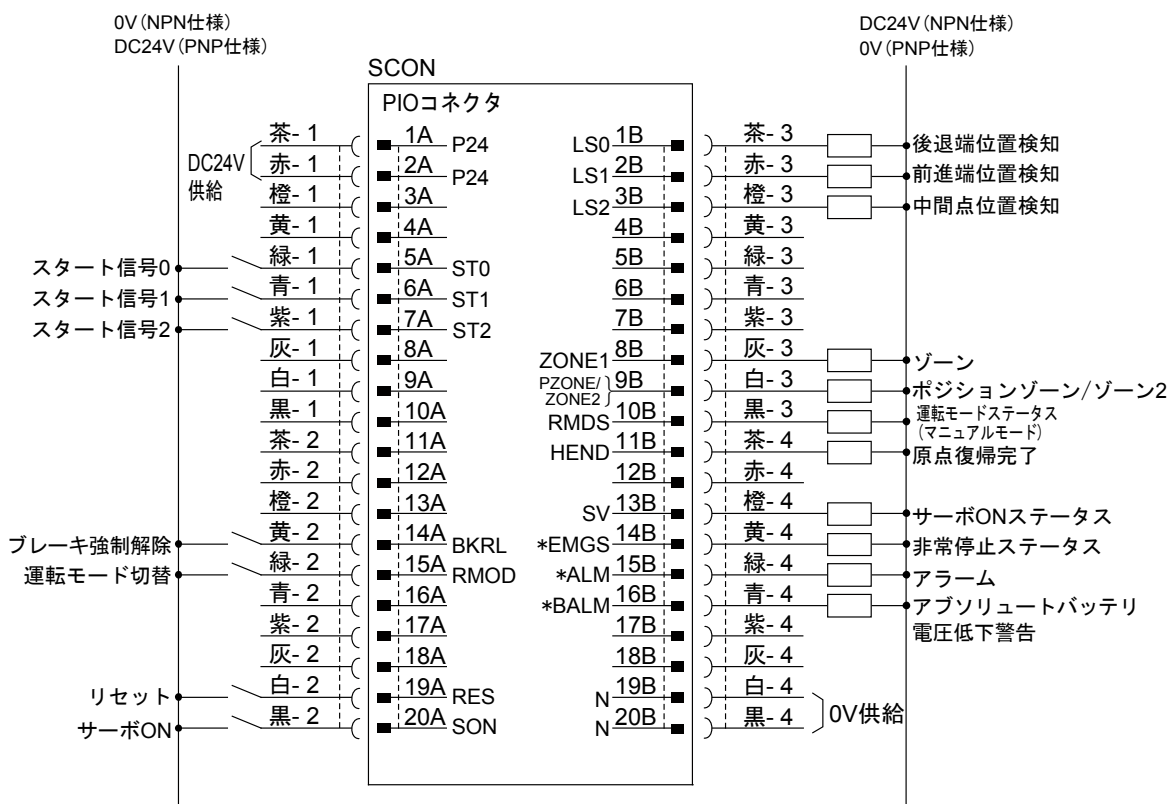 0V(NPN仕様)
DC24V(PNP仕様)
DC24V(NPN仕様)
0V(PNP仕様)
SCON
PIOコネクタ
DC24V
供給
茶- 1 1A P24 LS0 1B 茶- 3 後退端位置検知
赤- 1 2A P24 LS1 2B 赤- 3 前進端位置検知
橙- 1 3A LS2 3B 橙- 3 中間点位置検知
黄- 1 4A 4B 黄- 3
スタート信号0 緑- 1 5A ST0 5B 緑- 3
スタート信号1 青- 1 6A ST1 6B 青- 3
スタート信号2 紫- 1 7A ST2 7B 紫- 3
灰- 1 8A ZONE1 8B 灰- 3 ゾーン
白- 1 9A PZONE/ ZONE2 9B 白- 3 ポジションゾーン/ゾーン2
黒- 1 10A RMDS 10B 黒- 3 運転モードステータス
(マニュアルモード)
茶- 2 11A HEND 11B 茶- 4 原点復帰完了
赤- 2 12A 12B 赤- 4
橙- 2 13A SV 13B 橙- 4 サーボONステータス
ブレーキ強制解除 黄- 2 14A BKRL *EMGS 14B 黄- 4 非常停止ステータス
運転モード切替 緑- 2 15A RMOD *ALM 15B 緑- 4 アラーム
青- 2 16A *BALM 16B 青- 4 アブソリュートバッテリ
電圧低下警告
紫- 2 17A 17B 紫- 4
灰- 2 18A 18B 灰- 4
リセット 白- 2 19A RES N 19B 白- 4
サーボON 黒- 2 20A SON N 20B 黒- 4
0V供給